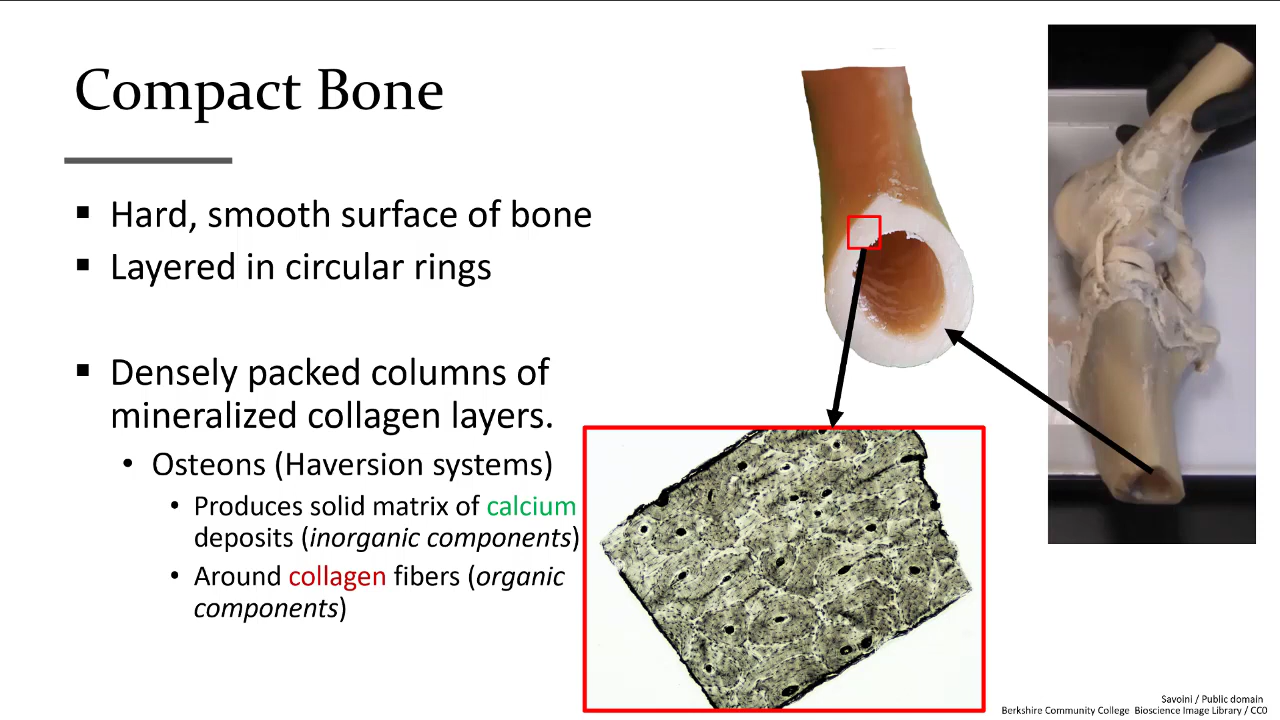 Compact Bone
Hard, smooth surface of bone
Layered in circular rings
Densely packed columns of
mineralized collagen layers.
Osteons (Haversion systems)
Produces solid matrix of calcium
deposits (inorganic components)
Around collagen fibers (organic
components)
Savoini / Public domain
Berkshire Community College Bioscience Image Library / CC0